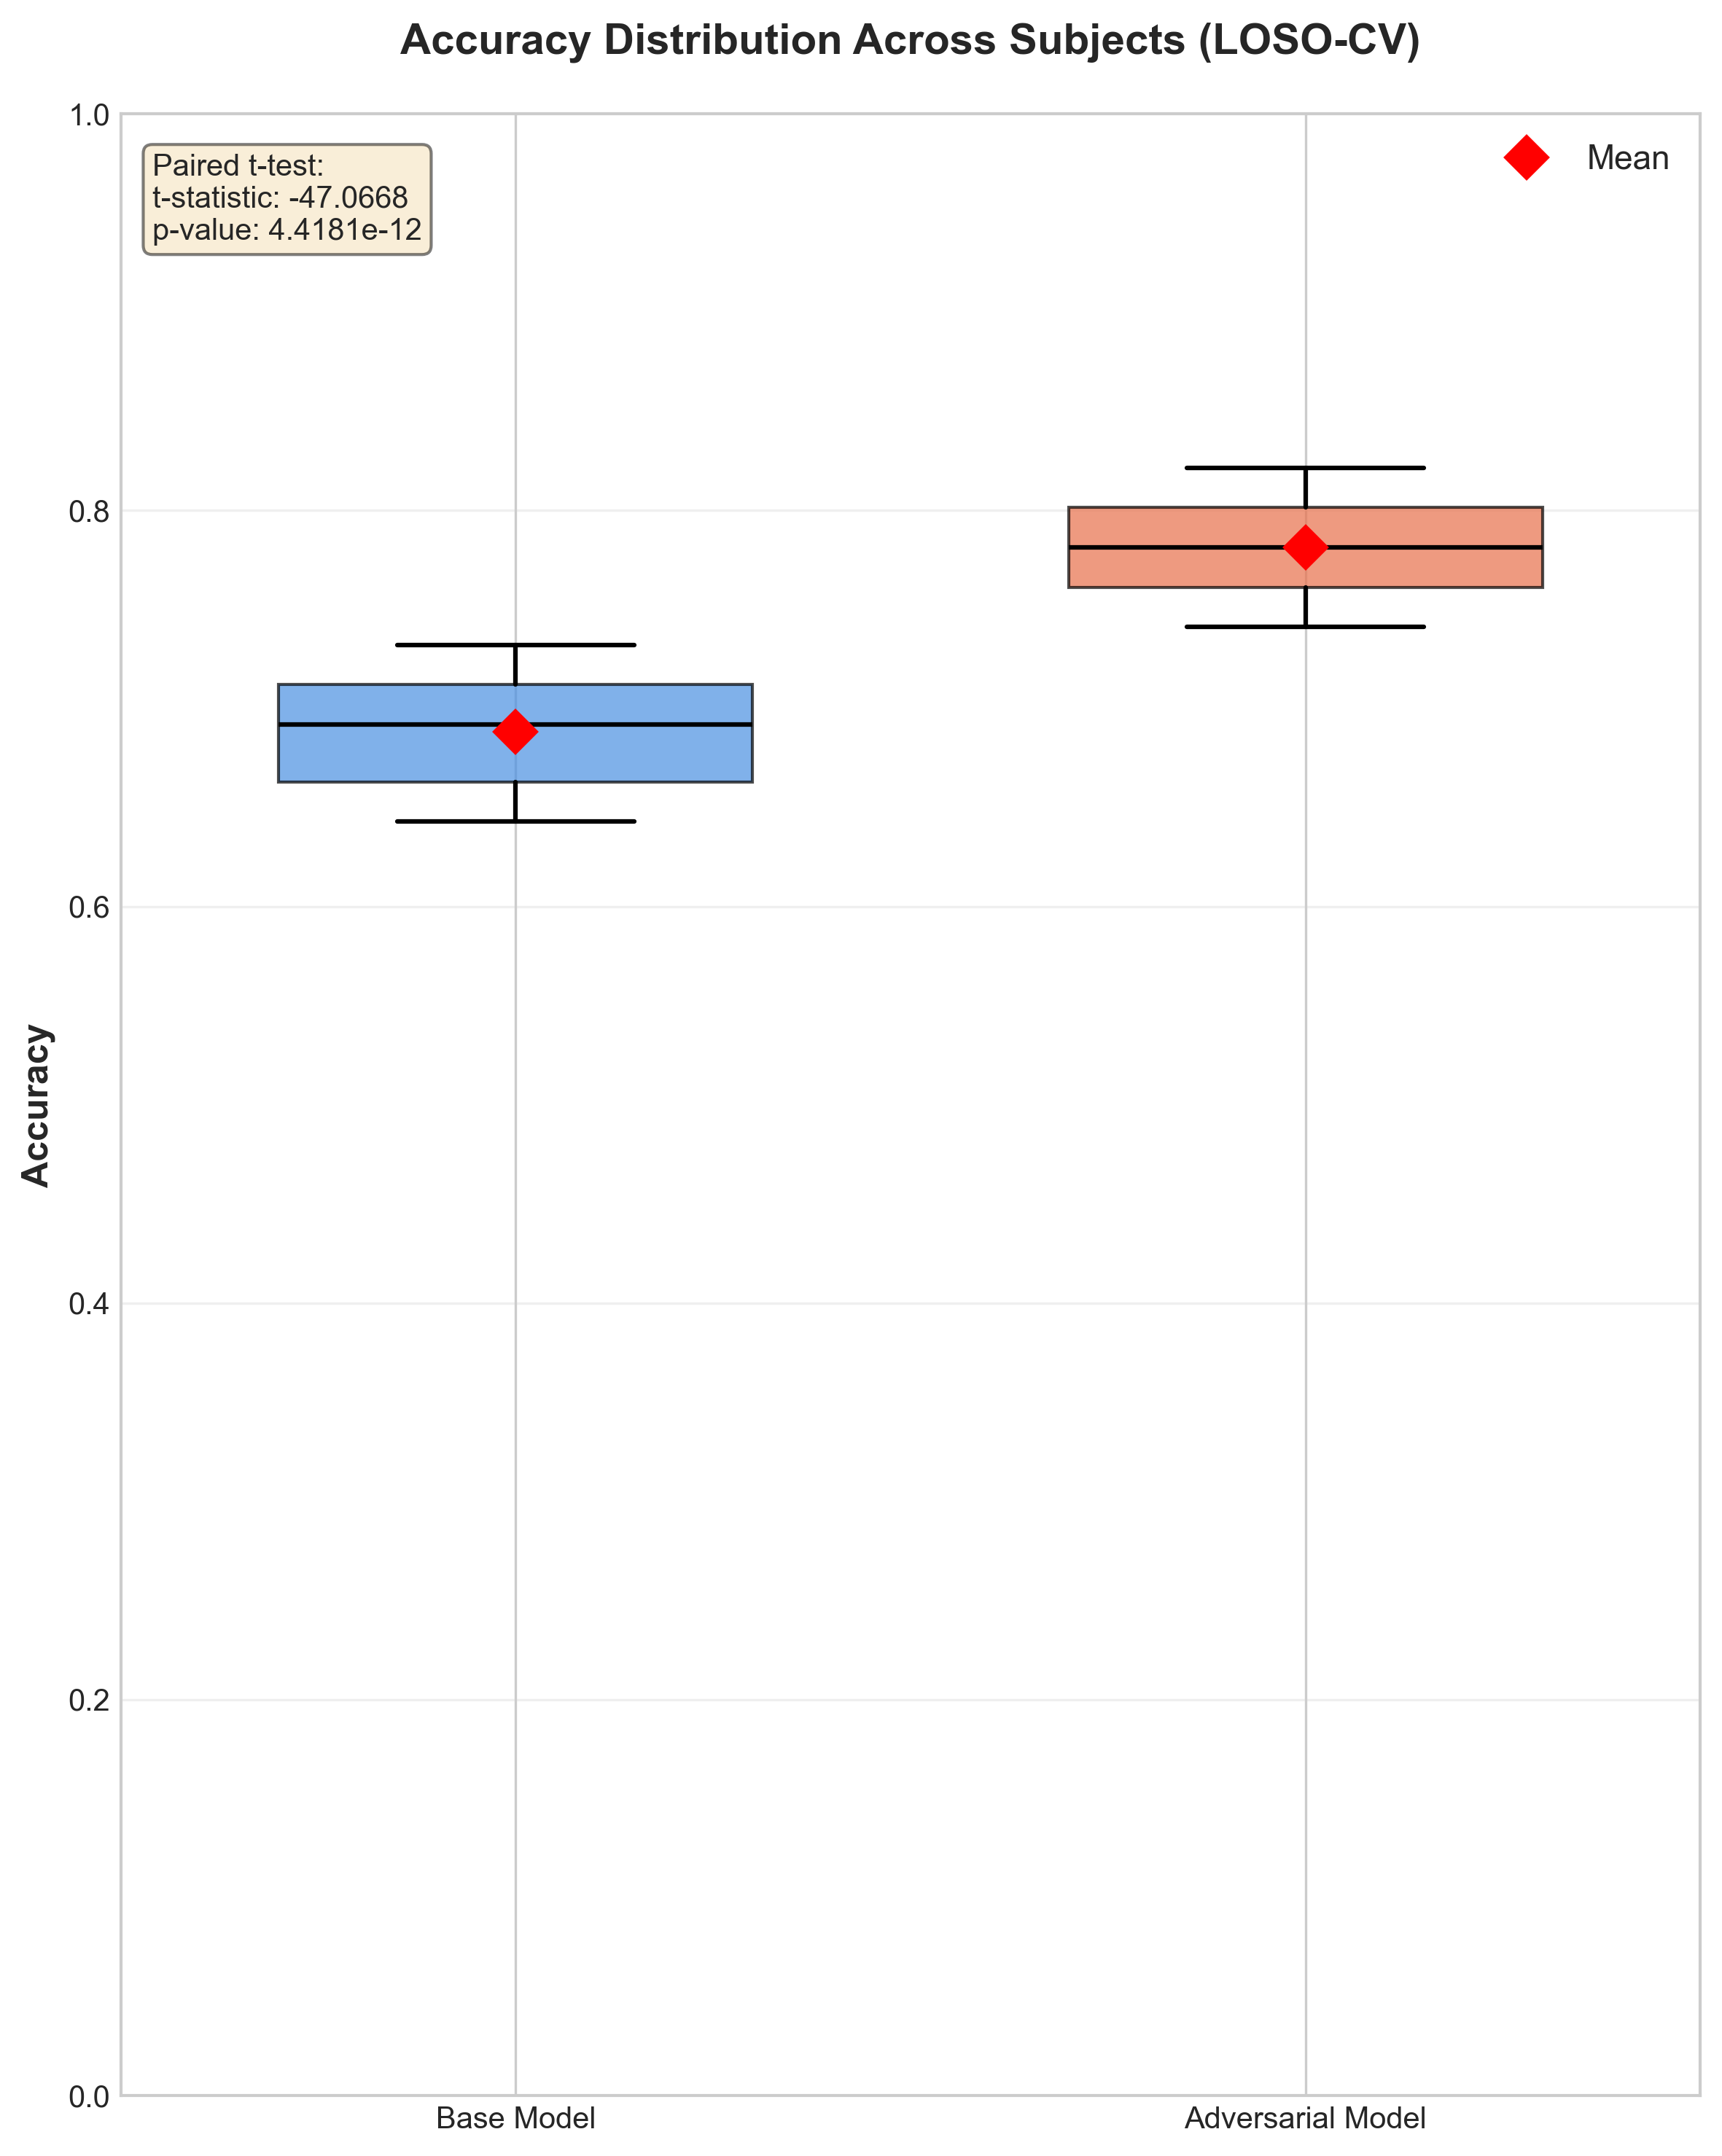 Accuracy Distribution Across Subjects (LOSO-CV)
1.0
Paired t-test:
t-statistic: -47.0668
p-value: 4.4181e-12
Mean
0.8
0.6
Accuracy
0.4
0.2
0.0
Base Model
Adversarial Model